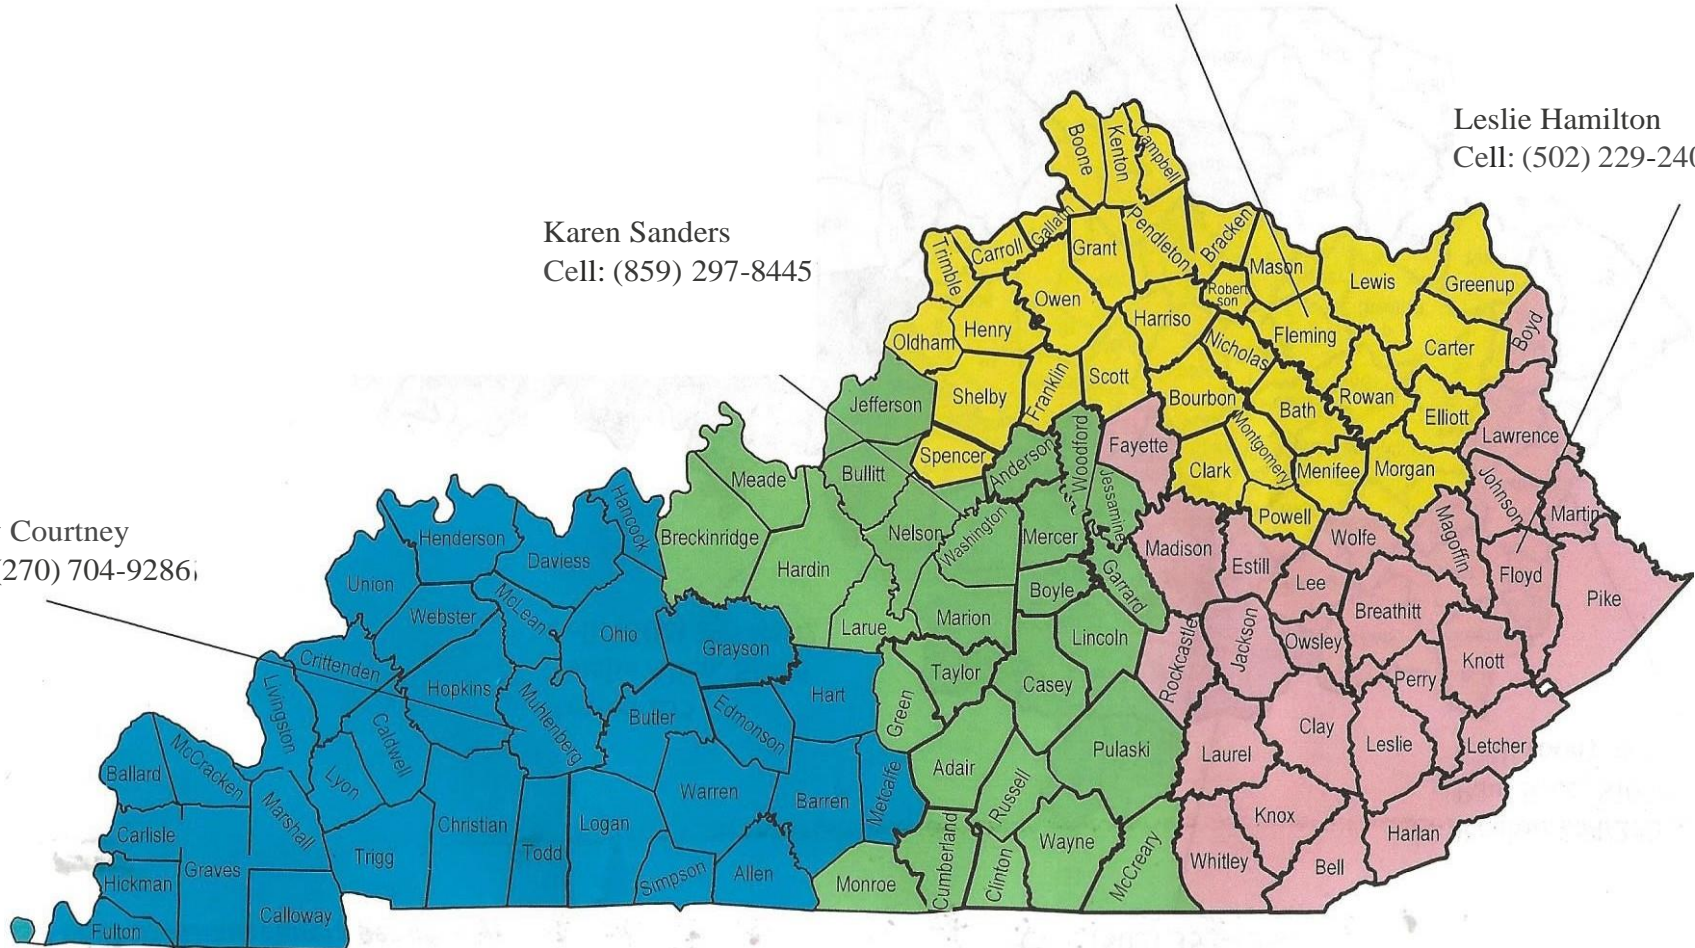 Leslie Hamilton
Cell: (502) 229-240
Karen Sanders
Cell: (859) 297-8445
Courtney
(270) 704-9286
Boone
Kenton
Campbell
Gallatin
Carroll
Trimble
Grant
Pendleton
Bracken
Mason
Robert
son
Lewis
Greenup
Boyd
Owen
Henry
Oldham
Harriso
Nicholas
Fleming
Carter
Shelby
Franklin
Scott
Bourbon
Bath
Rowan
Elliott
Lawrence
Jefferson
Spencer
Anderson
Woodford
Fayette
Clark
Montgomery
Menifee
Morgan
Johnson
Martin
Meade
Bullitt
Jessamine
Powell
Hancock
Henderson
Daviess
Breckinridge
Nelson
Washington
Mercer
Madison
Estill
Wolfe
Magoffin
Floyd
Pike
Union
Webster
McLean
Ohio
Grayson
Hardin
Larue
Marion
Boyle
Garrard
Lincoln
Lee
Breathitt
Owsley
Jackson
Rockcastle
Knott
Perry
Crittenden
Livingston
Hopkins
Muhlenberg
Butler
Edmonson
Hart
Green
Taylor
Casey
Pulaski
Laurel
Clay
Leslie
Letcher
Ballard
McCracken
Marshall
Lyon
Caldwell
Christian
Todd
Logan
Warren
Barren
Metcalfe
Adair
Russell
Wayne
McCreary
Whitley
Knox
Bell
Harlan
Carlisle
Hickman
Graves
Fulton
Calloway
Trigg
Simpson
Allen
Monroe
Cumberland
Clinton